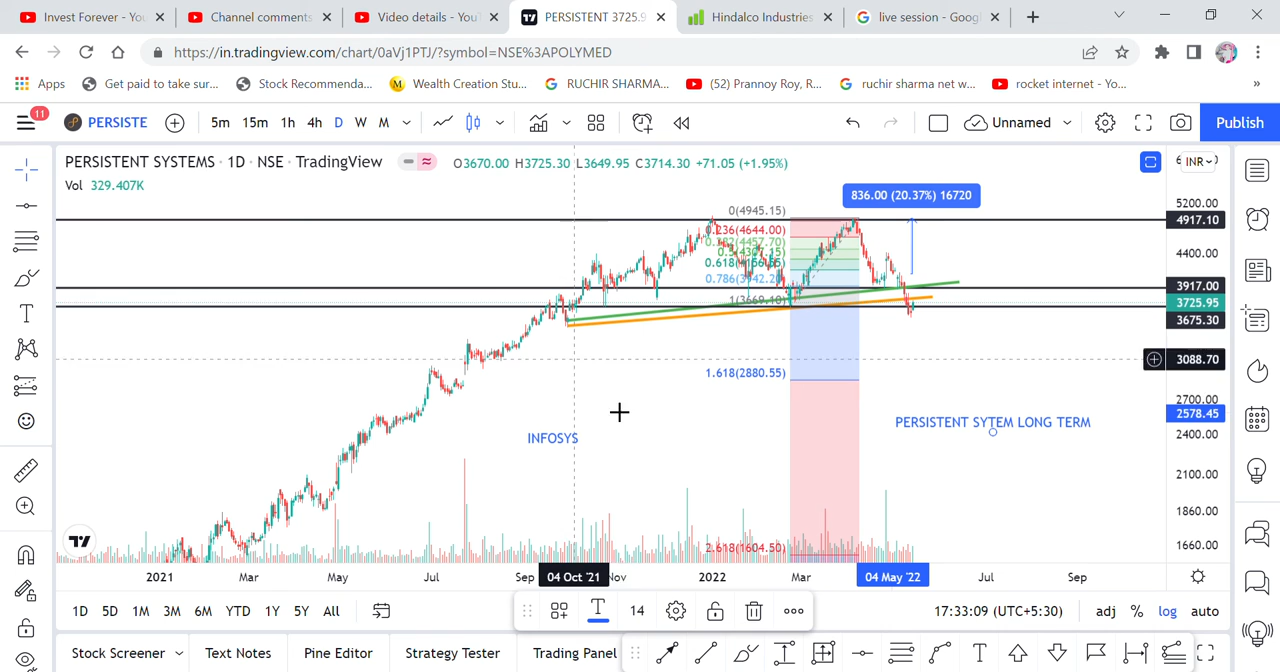 Invest Forever - You
Channel comments
Video details - YouT
PERSISTENT 3725.9
Hindalco Industries
live session - Goog
https://in.tradingview.com/chart/0aVj1PTJ/?symbol=NSE%3APOLYMED
Apps
Get paid to take sur...
Stock Recommenda...
Wealth Creation Stu...
RUCHIR SHARMA...
(52) Prannoy Roy, R...
ruchir sharma net w...
rocket internet - Yo...
»
11
PERSISTE
5m 15m 1h 4h D W M
Unnamed
Publish
PERSISTENT SYSTEMS · 1D · NSE · TradingView
O3670.00 H3725.30 L3649.95 C3714.30 +71.05 (+1.95%)
INR
Vol 329.407K
836.00 (20.37%) 16720
5200.00
0(4945.15)
4917.10
0.236(4644.00)
4400.00
0.618(4156.55)
3917.00
1(3669.10)
3725.95
3675.30
3088.70
1.618(2880.55)
2700.00
2578.45
PERSISTENT SYTEM LONG TERM
INFOSYS
2400.00
2100.00
1860.00
2.618(1604.50)
1660.00
2021 Mar May Jul Sep 04 Oct '21 Nov 2022 Mar 04 May '22 Jul Sep
1D 5D 1M 3M 6M YTD 1Y 5Y All
14
17:33:09 (UTC+5:30)
adj % log auto
Stock Screener
Text Notes
Pine Editor
Strategy Tester
Trading Panel